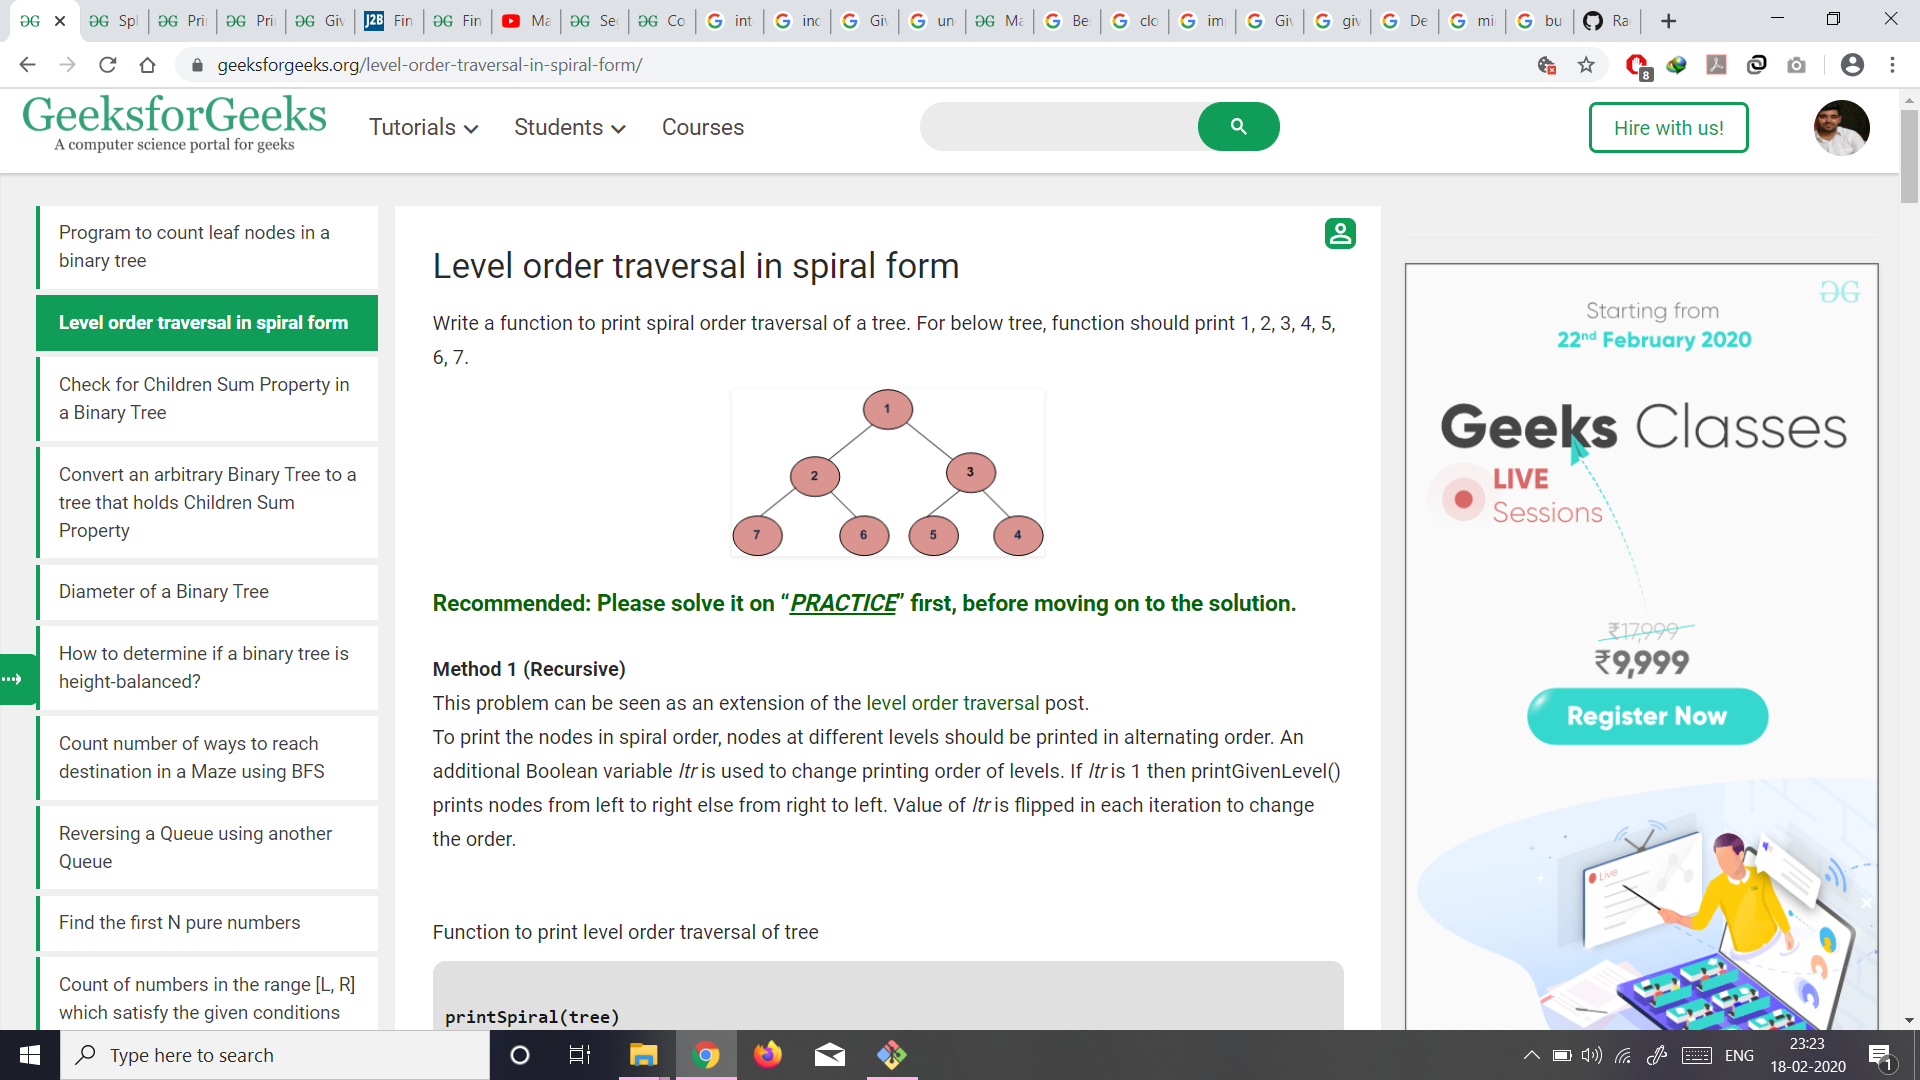 Spi
Pri
Pri
Giv
J2B Fin
Fin
Ma
Se
Co
int
inc
Giv
un
Ma
Be
clo
imp
Giv
giv
De
mi
bu
Ra
geeksforgeeks.org/level-order-traversal-in-spiral-form/
8
GeeksforGeeks
A computer science portal for geeks
Tutorials
Students
Courses
Hire with us!
Program to count leaf nodes in a
binary tree
Level order traversal in spiral form
Check for Children Sum Property in
a Binary Tree
Convert an arbitrary Binary Tree to a
tree that holds Children Sum
Property
Diameter of a Binary Tree
How to determine if a binary tree is
height-balanced?
Count number of ways to reach
destination in a Maze using BFS
Reversing a Queue using another
Queue
Find the first N pure numbers
Count of numbers in the range [L, R]
which satisfy the given conditions
Level order traversal in spiral form
Write a function to print spiral order traversal of a tree. For below tree, function should print 1, 2, 3, 4, 5,
6, 7.
1
2 3
7 6 5 4
Recommended: Please solve it on “PRACTICE” first, before moving on to the solution.
Method 1 (Recursive)
This problem can be seen as an extension of the level order traversal post.
To print the nodes in spiral order, nodes at different levels should be printed in alternating order. An
additional Boolean variable ltr is used to change printing order of levels. If ltr is 1 then printGivenLevel()
prints nodes from left to right else from right to left. Value of ltr is flipped in each iteration to change
the order.
Function to print level order traversal of tree
printSpiral(tree)
Starting from
22nd February 2020
Geeks Classes
LIVE
Sessions
₹17,999
₹9,999
Register Now
Live
Type here to search
ENG
23:23
18-02-2020
1